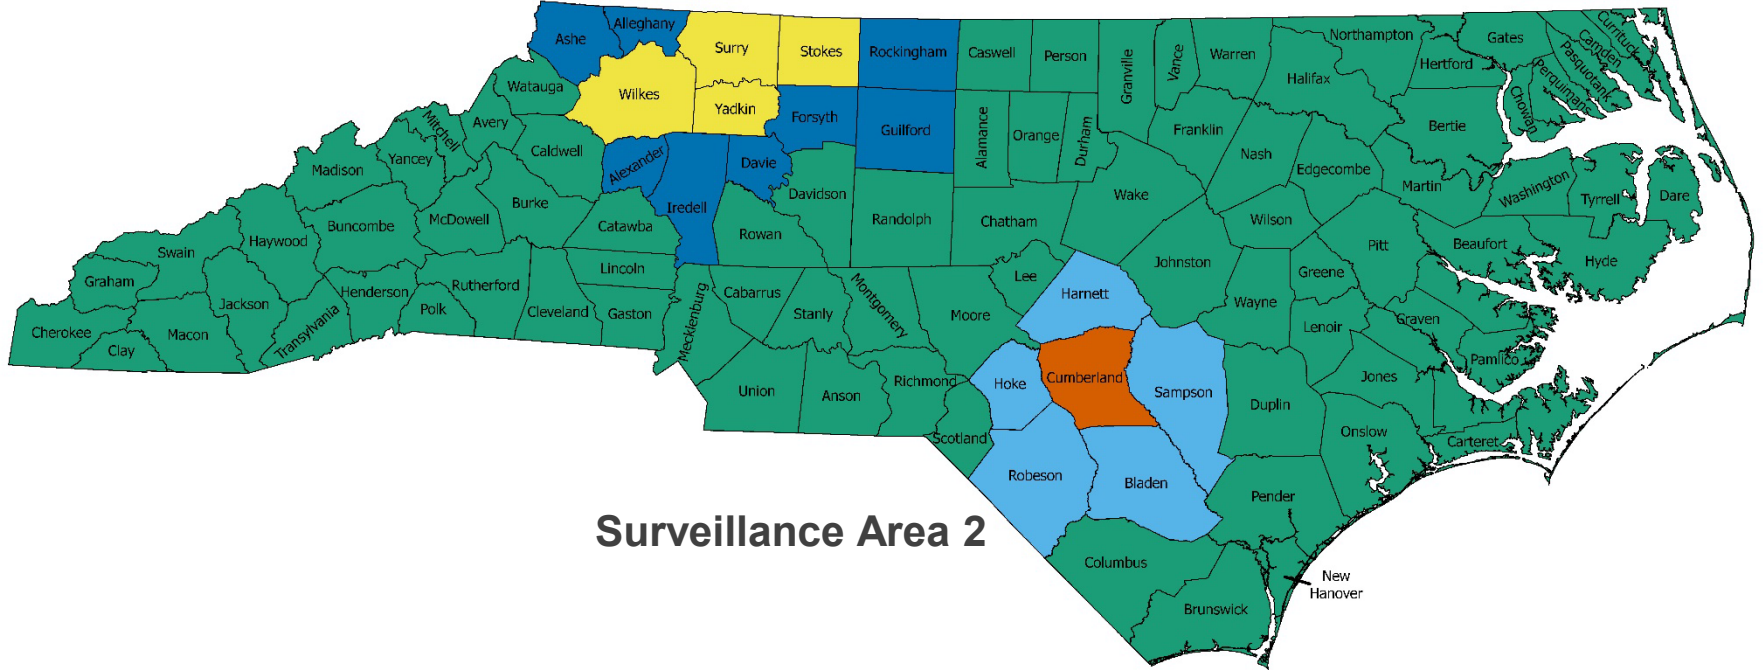 Ashe
Alleghany
Surry
Stokes
Rockingham
Caswell
Person
Granville
Vance
Warren
Northampton
Gates
Currituck
Camden
Pasquotank
Perquimans
Chowan
Hertford
Halifax
Bertie
Watauga
Wilkes
Yadkin
Forsyth
Guilford
Alamance
Orange
Durham
Franklin
Nash
Edgecombe
Martin
Washington
Tyrrell
Dare
Mitchell
Avery
Caldwell
Alexander
Davie
Iredell
Davidson
Randolph
Chatham
Wake
Wilson
Pitt
Beaufort
Hyde
Madison
Yancey
Burke
McDowell
Buncombe
Catawba
Rowan
Haywood
Swain
Graham
Jackson
Henderson
Rutherford
Lincoln
Polk
Cleveland
Gaston
Cherokee
Clay
Macon
Transylvania
Mecklenburg
Cabarrus
Stanly
Montgomery
Moore
Lee
Harnett
Johnston
Wayne
Greene
Lenoir
Craven
Pamlico
Jones
Union
Anson
Richmond
Scotland
Hoke
Cumberland
Sampson
Duplin
Onslow
Carteret
Robeson
Bladen
Pender
Surveillance Area 2
Columbus
Brunswick
New
Hanover